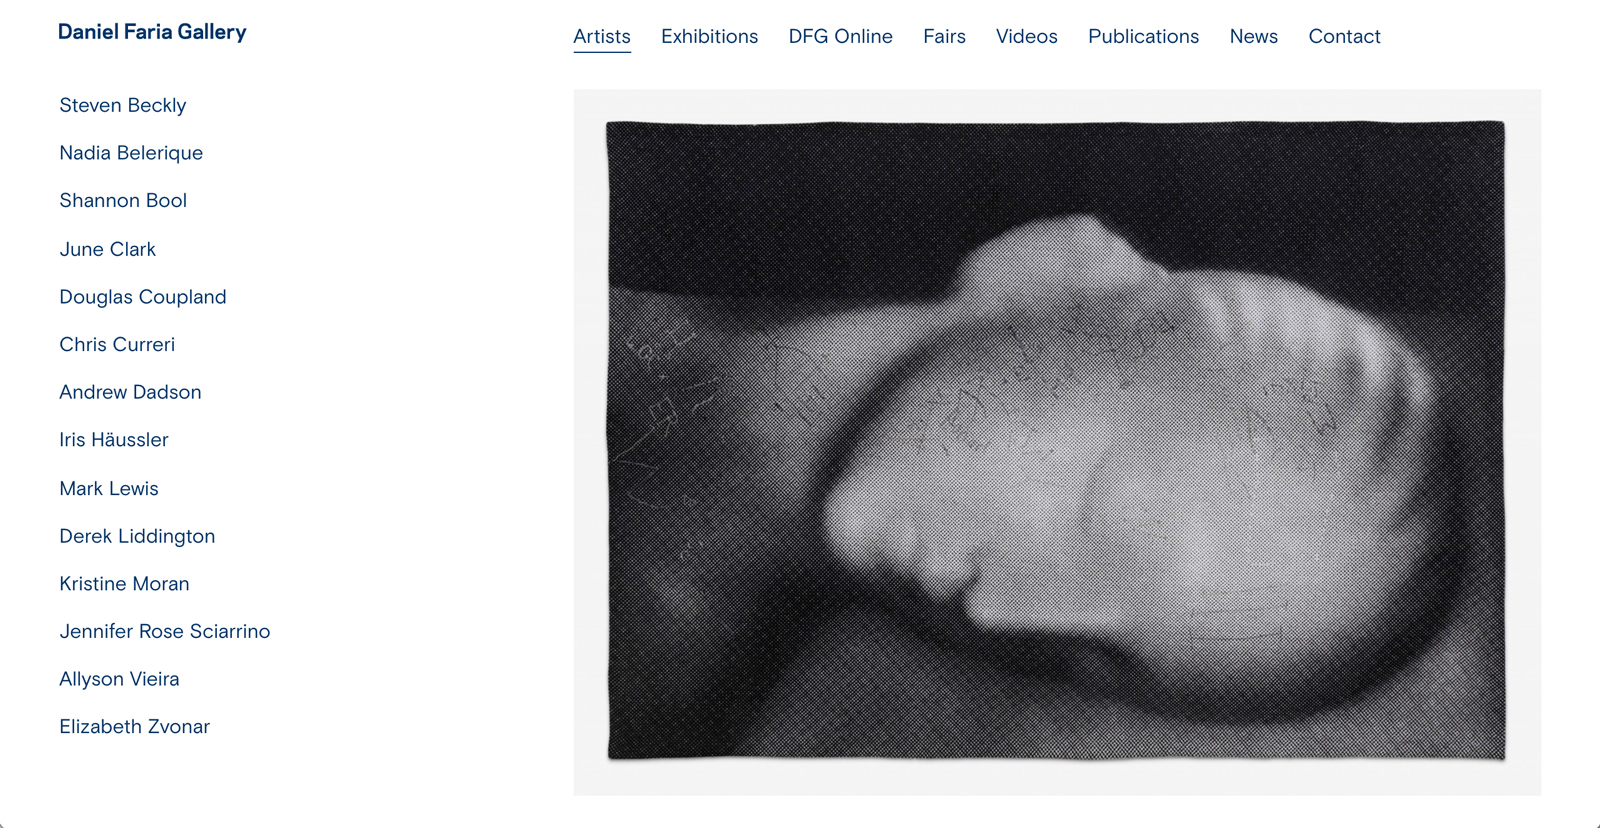 Daniel Faria Gallery
Artists Exhibitions DFG Online Fairs Videos Publications News Contact
Steven Beckly
Nadia Belerique
Shannon Bool
June Clark
Douglas Coupland
Chris Curreri
Andrew Dadson
Iris Häussler
Mark Lewis
Derek Liddington
Kristine Moran
Jennifer Rose Sciarrino
Allyson Vieira
Elizabeth Zvonar